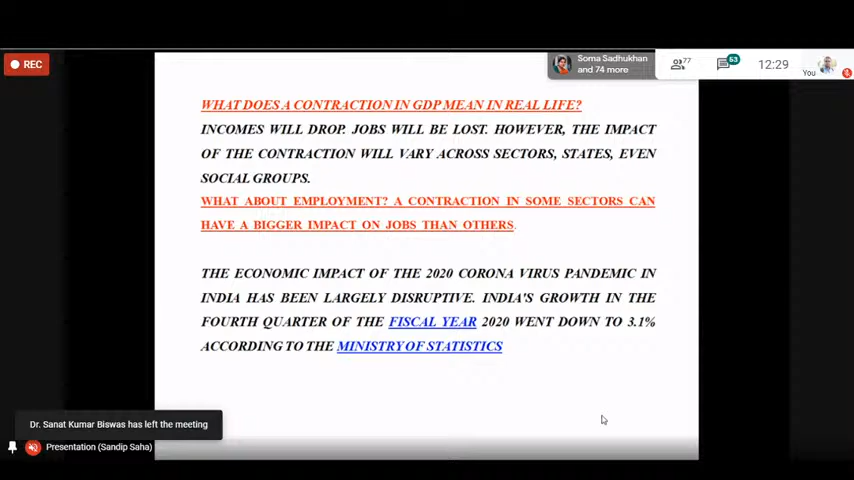 REC
Soma Sadhukhan
and 74 more
77
63
12:29
You
WHAT DOES A CONTRACTION IN GDP MEAN IN REAL LIFE?
INCOMES WILL DROP. JOBS WILL BE LOST. HOWEVER, THE IMPACT
OF THE CONTRACTION WILL VARY ACROSS SECTORS, STATES, EVEN
SOCIAL GROUPS.
WHAT ABOUT EMPLOYMENT? A CONTRACTION IN SOME SECTORS CAN
HAVE A BIGGER IMPACT ON JOBS THAN OTHERS.
THE ECONOMIC IMPACT OF THE 2020 CORONA VIRUS PANDEMIC IN
INDIA HAS BEEN LARGELY DISRUPTIVE. INDIA'S GROWTH IN THE
FOURTH QUARTER OF THE FISCAL YEAR 2020 WENT DOWN TO 3.1%
ACCORDING TO THE MINISTRY OF STATISTICS
Dr. Sanat Kumar Biswas has left the meeting
Presentation (Sandip Saha)